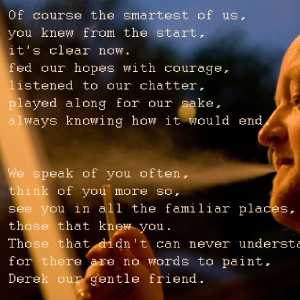 Of course the smartest of us,
you knew from the start,
it's clear now.
fed our hopes with courage,
listened to our chatter,
played along for our sake,
always knowing how it would end
We speak of you often,
think of you more so,
see you in all the familiar places,
those that knew you.
Those that didn't can never understa
for there are no words to paint,
Derek our gentle friend.